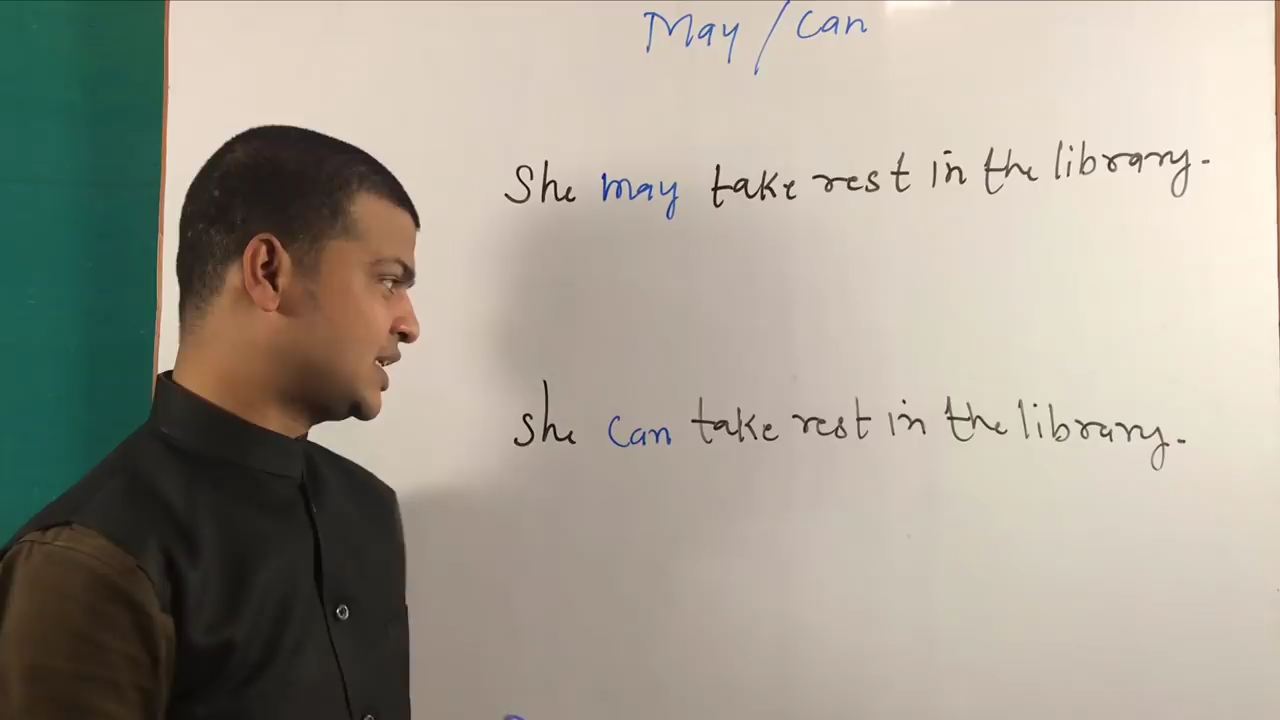 May / Can
She may take rest in the library.
She can take rest in the library.